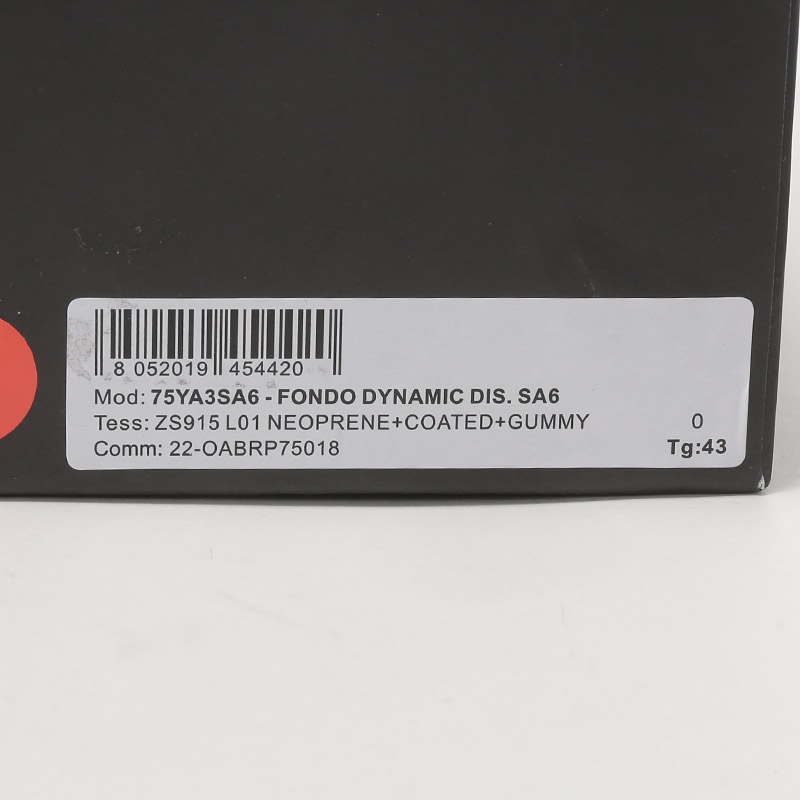 8 052019 454420
Mod: 75YA3SA6 - FONDO DYNAMIC DIS. SA6
Tess: ZS915 L01 NEOPRENE+COATED+GUMMY 0
Comm: 22-OABRP75018 Tg:43